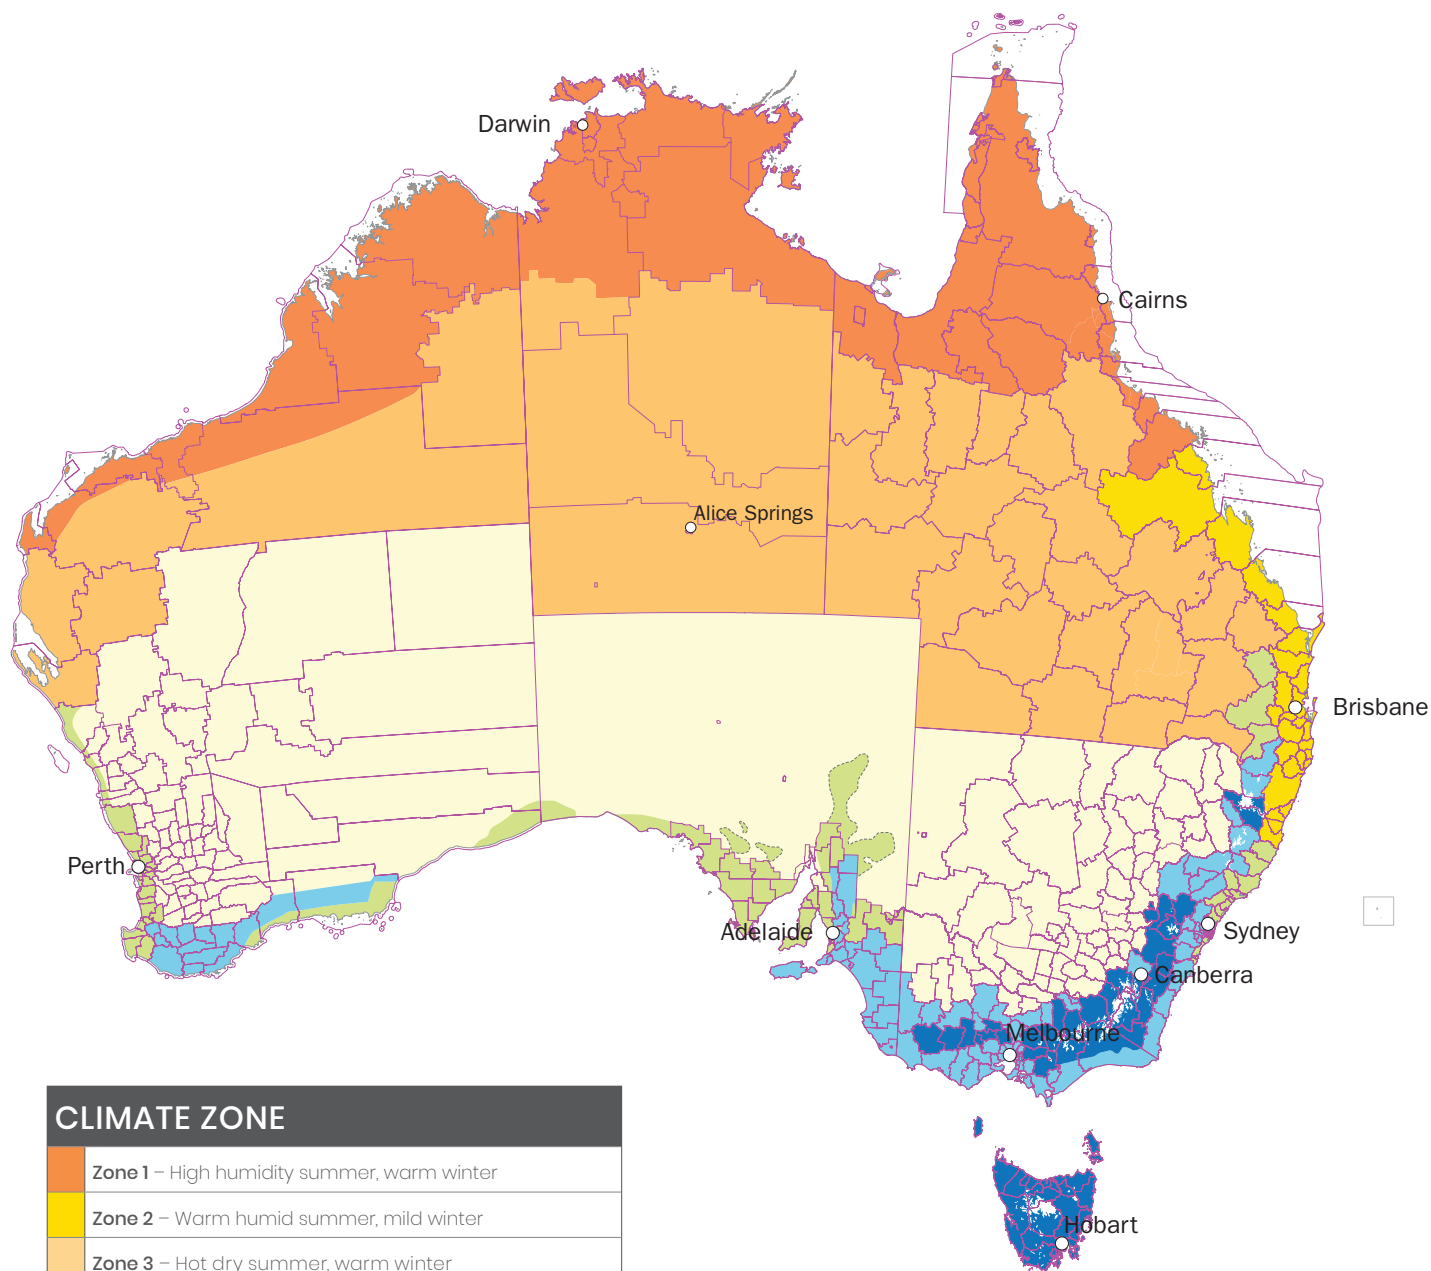 Darwin
Cairns
Alice Springs
Brisbane
Perth
Adelaide
Sydney
Canberra
Melbourne
CLIMATE ZONE
Zone 1 – High humidity summer, warm winter
Zone 2 – Warm humid summer, mild winter
Hobart
Zone 3 – Hot dry summer, warm winter